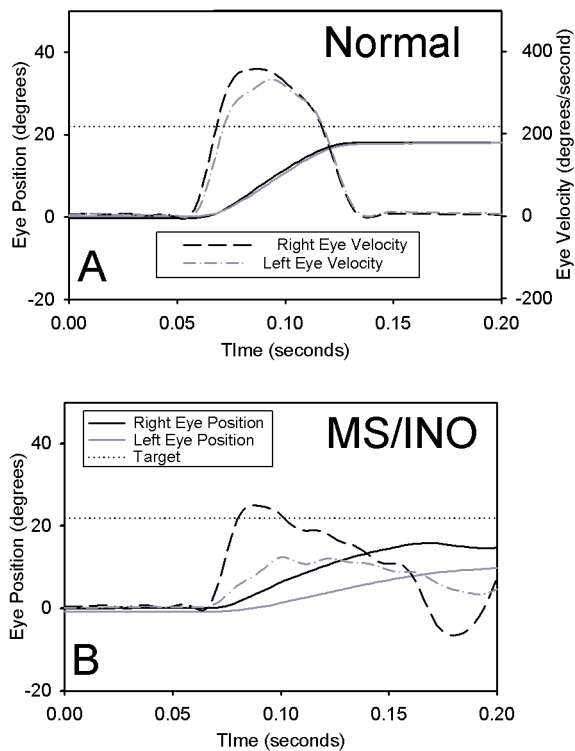 Normal
40
20
0
-20
Eye Position (degrees)
400
200
0
-200
Eye Velocity (degrees/second)
A
Right Eye Velocity
Left Eye Velocity
0.00 0.05 0.10 0.15 0.20
TIme (seconds)
MS/INO
Right Eye Position
Left Eye Position
Target
40
20
0
-20
Eye Position (degrees)
B
0.00 0.05 0.10 0.15 0.20
TIme (seconds)